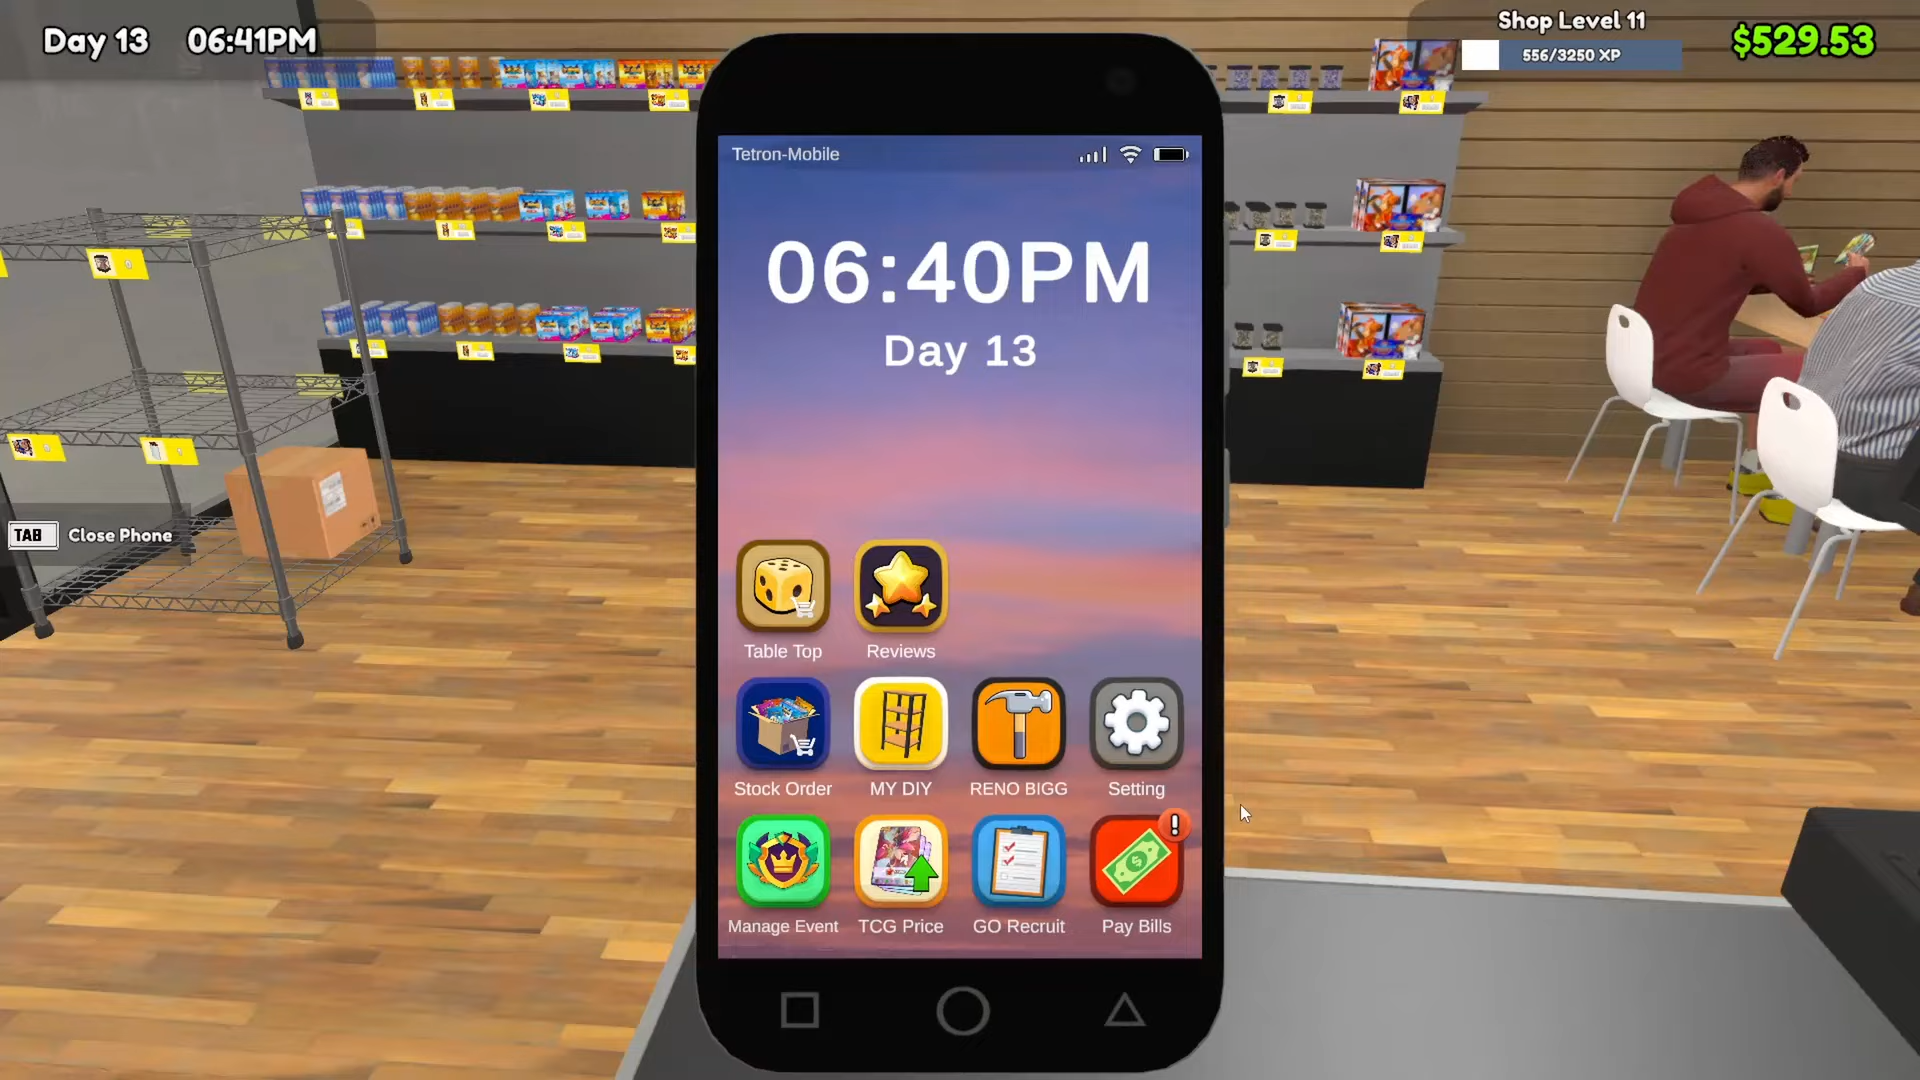 Day 13 06:41PM
Shop Level 11
556/3250 XP
$529.53
Tetron-Mobile
06:40PM
Day 13
TAB Close Phone
Table Top Reviews
Stock Order MY DIY RENO BIGG Setting
!
Manage Event TCG Price GO Recruit Pay Bills